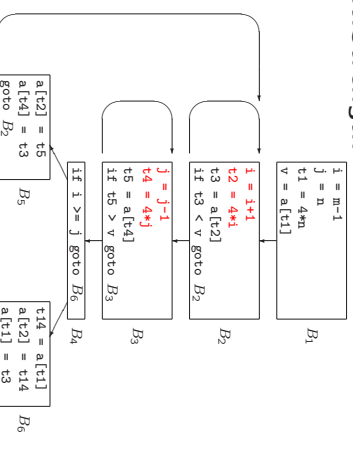 i = m-1
j = n
t1 = 4*n
v = a[t1]
B1
i = i+1
t2 = 4*i
t3 = a[t2]
if t3 < v goto B2
B2
j = j-1
t4 = 4*j
t5 = a[t4]
if t5 > v goto B3
B3
if i >= j goto B6
B4
a[t2] = t5
a[t4] = t3
goto B2
B5
t14 = a[t1]
a[t2] = t14
a[t1] = t3
B6